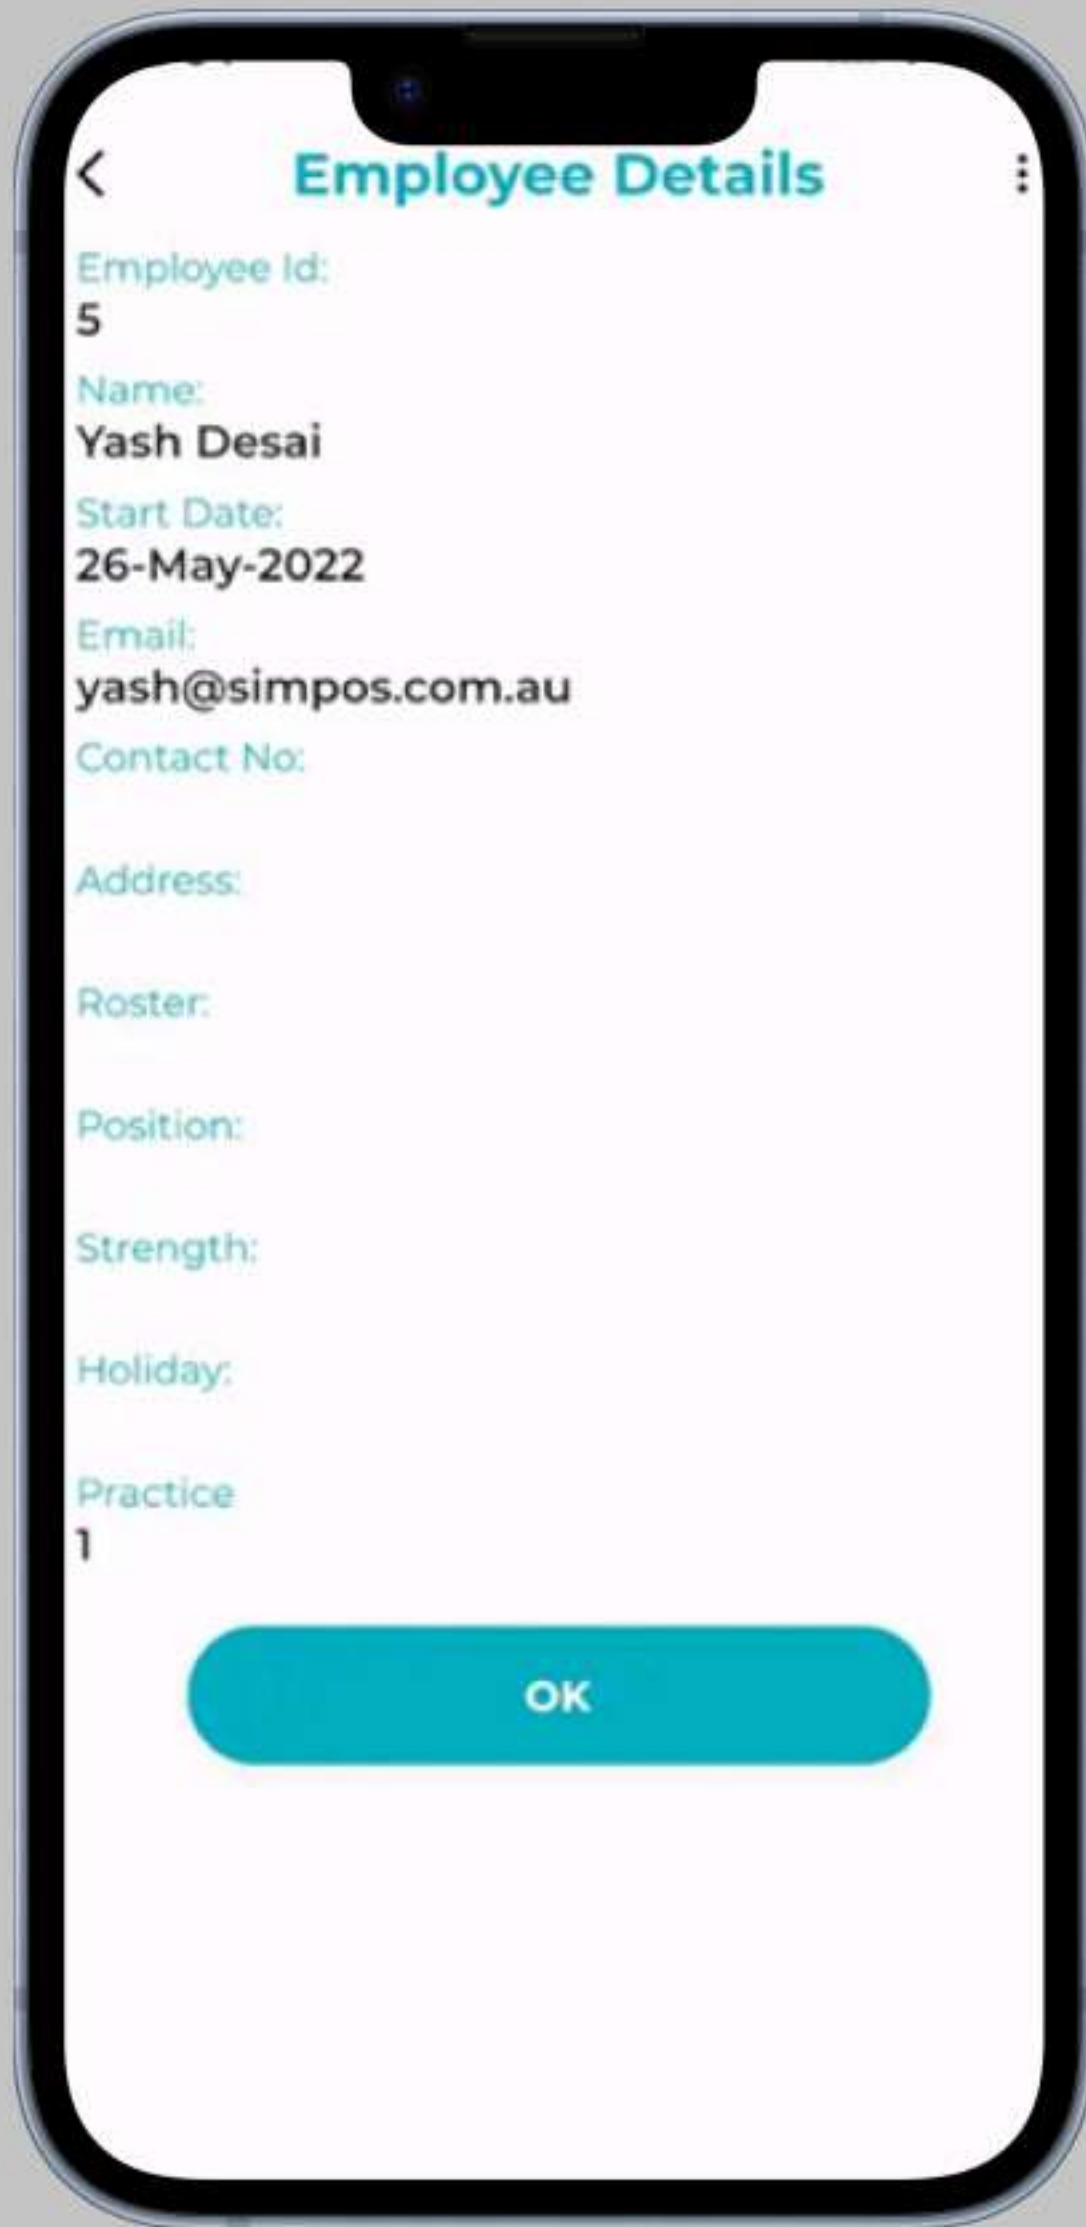 Employee Details
Employee Id:
5
Name:
Yash Desai
Start Date:
26-May-2022
Email:
yash@simpos.com.au
Contact No:
Address:
Roster:
Position:
Strength:
Holiday:
Practice
1
OK